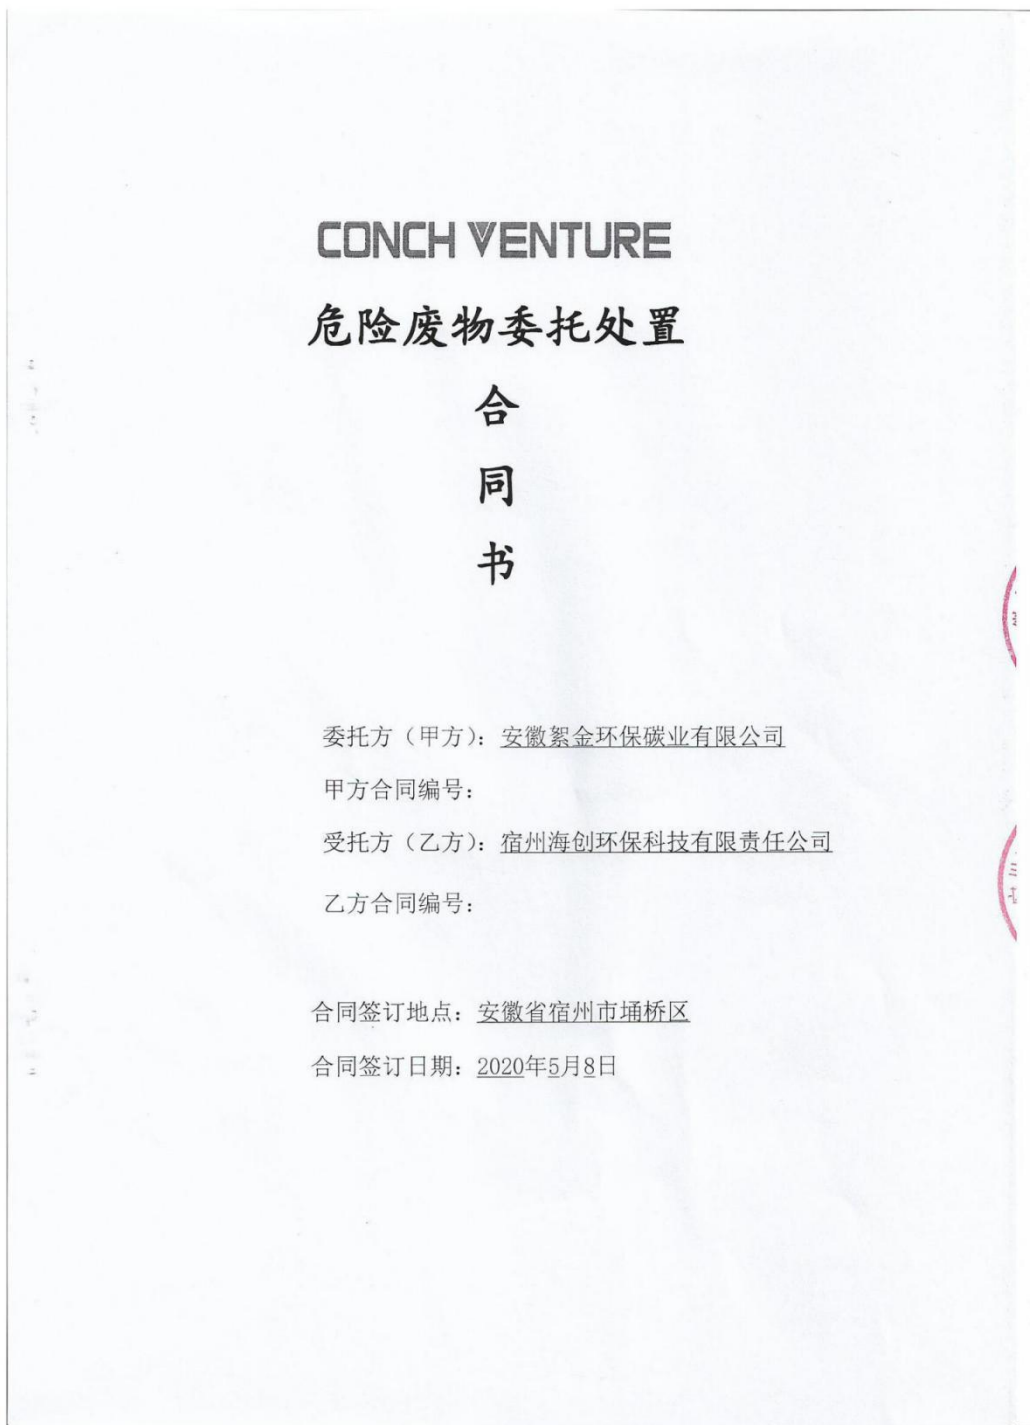 CONCH VENTURE
危险废物委托处置
合
同
书
委托方（甲方）：安徽絮金环保碳业有限公司
甲方合同编号：
受托方（乙方）：宿州海创环保科技有限责任公司
乙方合同编号：
合同签订地点：安徽省宿州市埇桥区
合同签订日期：2020年5月8日